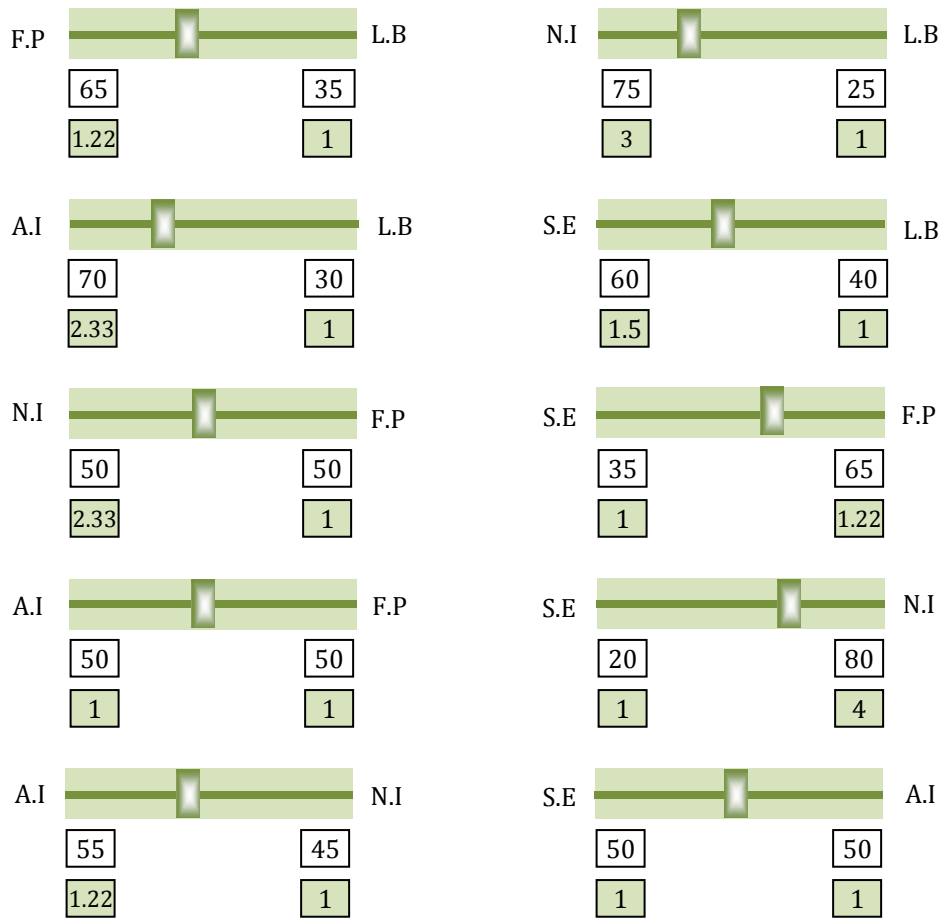 F.P L.B N.I L.B
65 35 75 25
1.22 1 3 1
A.I L.B S.E L.B
70 30 60 40
2.33 1 1.5 1
N.I F.P S.E F.P
50 50 35 65
2.33 1 1 1.22
A.I F.P S.E N.I
50 50 20 80
1 1 1 4
A.I N.I S.E A.I
55 45 50 50
1.22 1 1 1